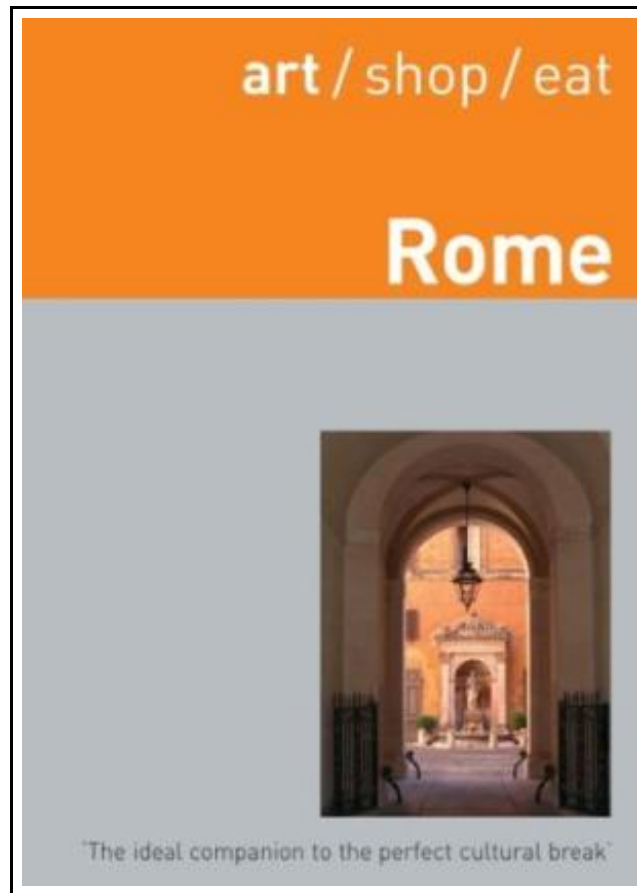 art / shop / eat
Rome
'The ideal companion to the perfect cultural break'